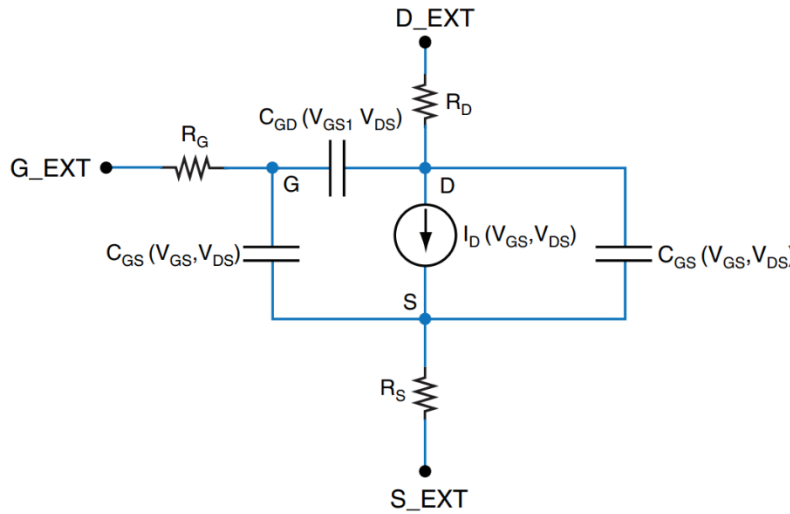 D_EXT
R_D
C_GD (V_GS1 V_DS)
R_G
G_EXT
G
D
I_D (V_GS,V_DS)
C_GS (V_GS,V_DS)
C_GS (V_GS,V_DS)
S
R_S
S_EXT